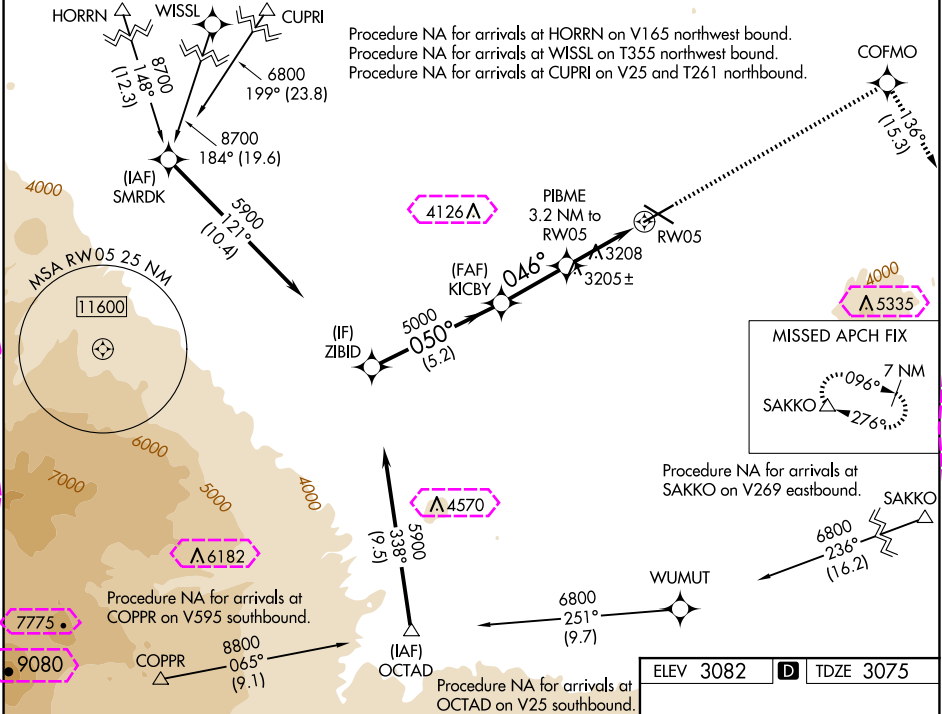 HORRN
WISSL
CUPRI
Procedure NA for arrivals at HORRN on V165 northwest bound.
Procedure NA for arrivals at WISSL on T355 northwest bound.
Procedure NA for arrivals at CUPRI on V25 and T261 northbound.
COFMO
8700
148°
(12.3)
6800
199° (23.8)
8700
184° (19.6)
136°
(15.3)
(IAF)
SMRDK
4000
5900
121°
(10.4)
4126
PIBME
3.2 NM to
RW05
RW05
3208
3205±
046°
(FAF)
KICBY
MSA RW05 25 NM
11600
4000
5335
5000
050°
(5.2)
(IF)
ZIBID
MISSED APCH FIX
7 NM
096°
SAKKO
276°
6000
7000
5000
4000
Procedure NA for arrivals at
SAKKO on V269 eastbound.
SAKKO
4570
5900
338°
(9.5)
6800
236°
(16.2)
6182
WUMUT
6800
251°
(9.7)
Procedure NA for arrivals at
COPPR on V595 southbound.
7775
9080
COPPR
8800
065°
(9.1)
(IAF)
OCTAD
Procedure NA for arrivals at
OCTAD on V25 southbound.
ELEV 3082 D TDZE 3075